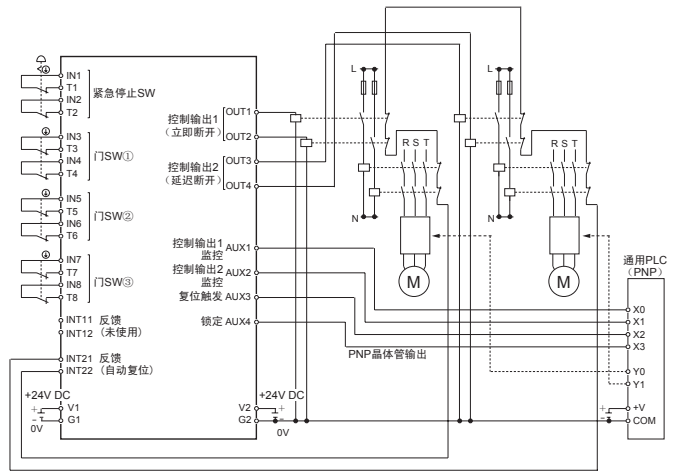 IN1
T1
IN2
T2
紧急停止SW
IN3
T3
IN4
T4
门SW①
IN5
T5
IN6
T6
门SW②
IN7
T7
IN8
T8
门SW③
INT11 反馈
INT12 (未使用)
INT21 反馈
INT22 (自动复位)
+24V DC
+
V1
-
G1
0V
控制输出1
(立即断开)
OUT1
OUT2
控制输出2
(延迟断开)
OUT3
OUT4
控制输出1
监控
AUX1
控制输出2
监控
AUX2
复位触发 AUX3
锁定 AUX4
+24V DC
V2
+
G2
-
0V
PNP晶体管输出
L
R S T
N
M
L
R S T
N
M
通用PLC
(PNP)
X0
X1
X2
X3
Y0
Y1
+
+V
-
COM